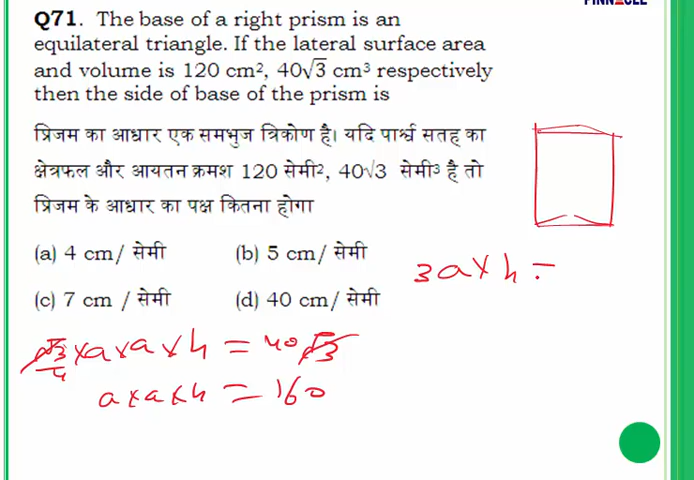 PINNACLE
Q71. The base of a right prism is an
equilateral triangle. If the lateral surface area
and volume is 120 cm², 40√3 cm³ respectively
then the side of base of the prism is
प्रिजम का आधार एक समभुज त्रिकोण है। यदि पार्श्व सतह का
क्षेत्रफल और आयतन क्रमश 120 सेमी², 40√3 सेमी³ है तो
प्रिजम के आधार का पक्ष कितना होगा
(a) 4 cm/ सेमी (b) 5 cm/ सेमी
(c) 7 cm / सेमी (d) 40 cm/ सेमी
3a×h =
√3/4 ×a×a×h = 40√3
a×a×h = 160